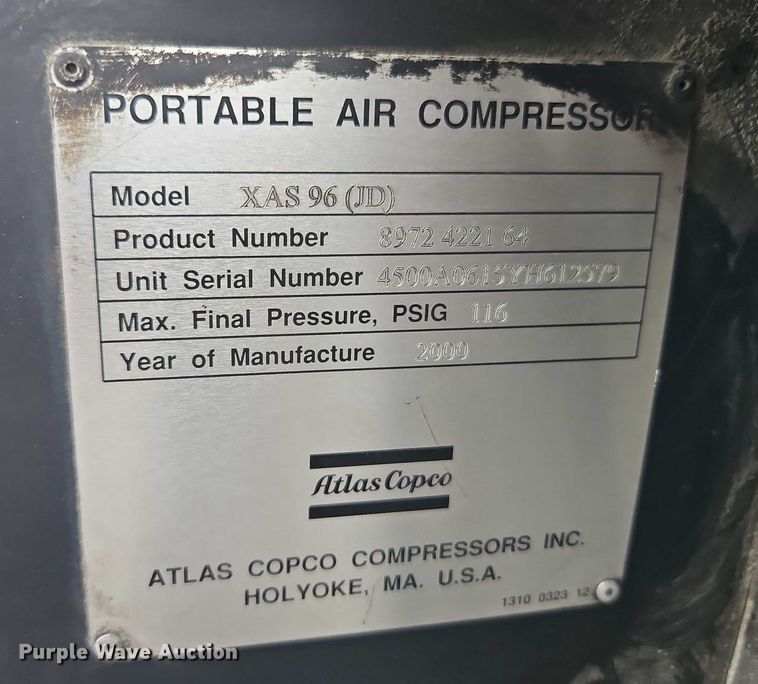 PORTABLE AIR COMPRESSOR
Model XAS 96 (JD)
Product Number 8972 4221 64
Unit Serial Number 4500A0615YH612579
Max. Final Pressure, PSIG 116
Year of Manufacture 2000
Atlas Copco
ATLAS COPCO COMPRESSORS INC.
HOLYOKE, MA. U.S.A.
1310 0323 12
Purple Wave Auction